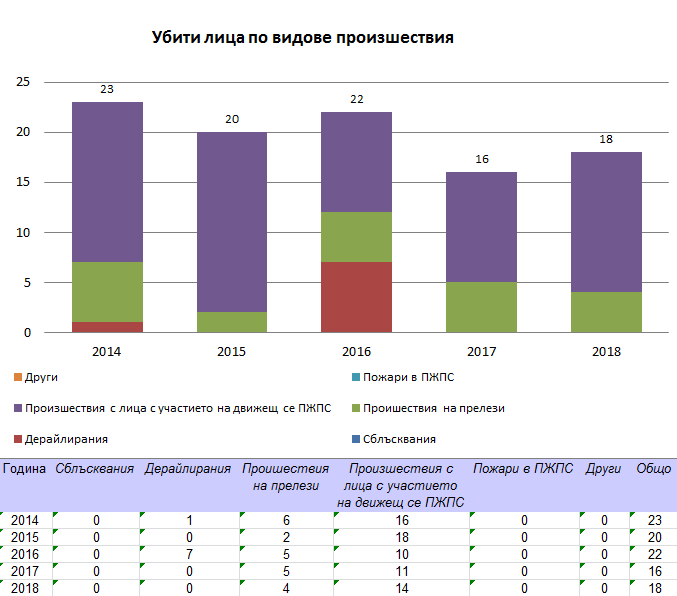 Убити лица по видове произшествия
25
23
22
20
20
18
16
15
10
5
0
2014 2015 2016 2017 2018
Други Пожари в ПЖПС
Произшествия с лица с участието на движещ се ПЖПС Проишествия на прелези
Дерайлирания Сблъсквания
Година Сблъсквания Дерайлирания Проишествия Произшествия с Пожари в ПЖПС Други Общо
на прелези лица с участието
на движещ се ПЖПС
2014 0 1 6 16 0 0 23
2015 0 0 2 18 0 0 20
2016 0 7 5 10 0 0 22
2017 0 0 5 11 0 0 16
2018 0 0 4 14 0 0 18